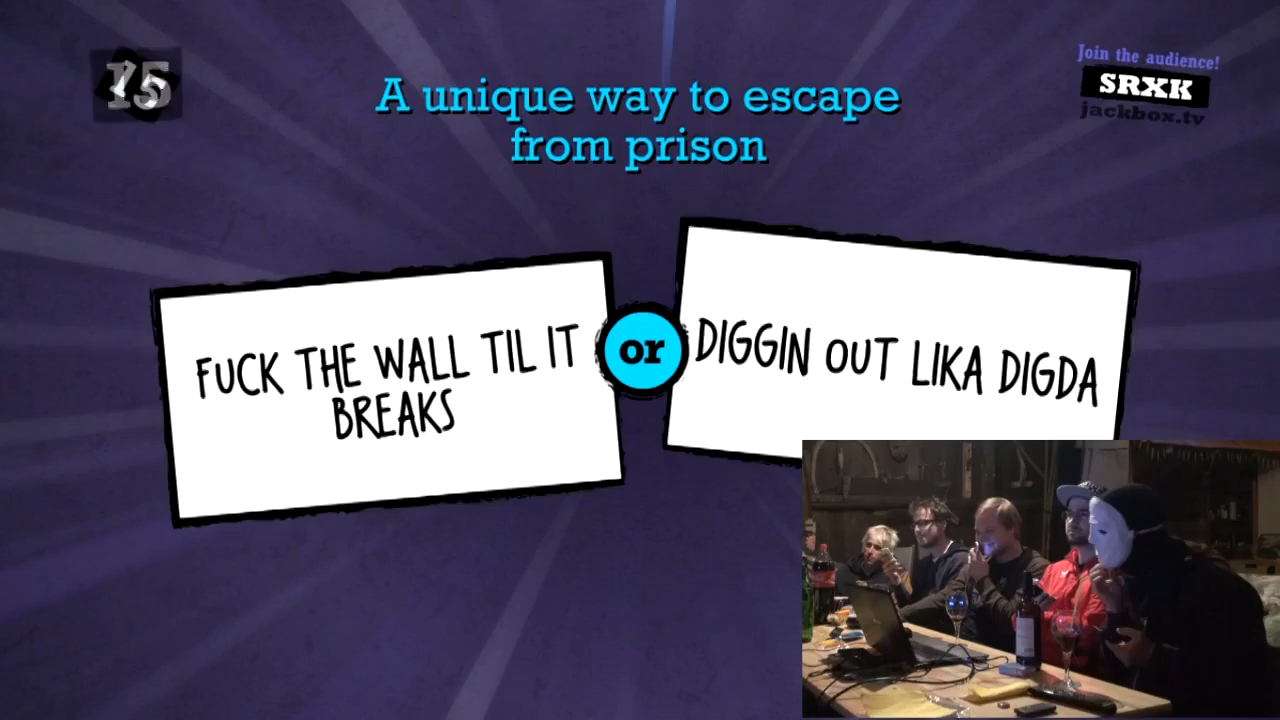 15
A unique way to escape
from prison
Join the audience!
SRXK
jackbox.tv
FUCK THE WALL TIL IT
BREAKS
or
DIGGIN OUT LIKA DIGDA